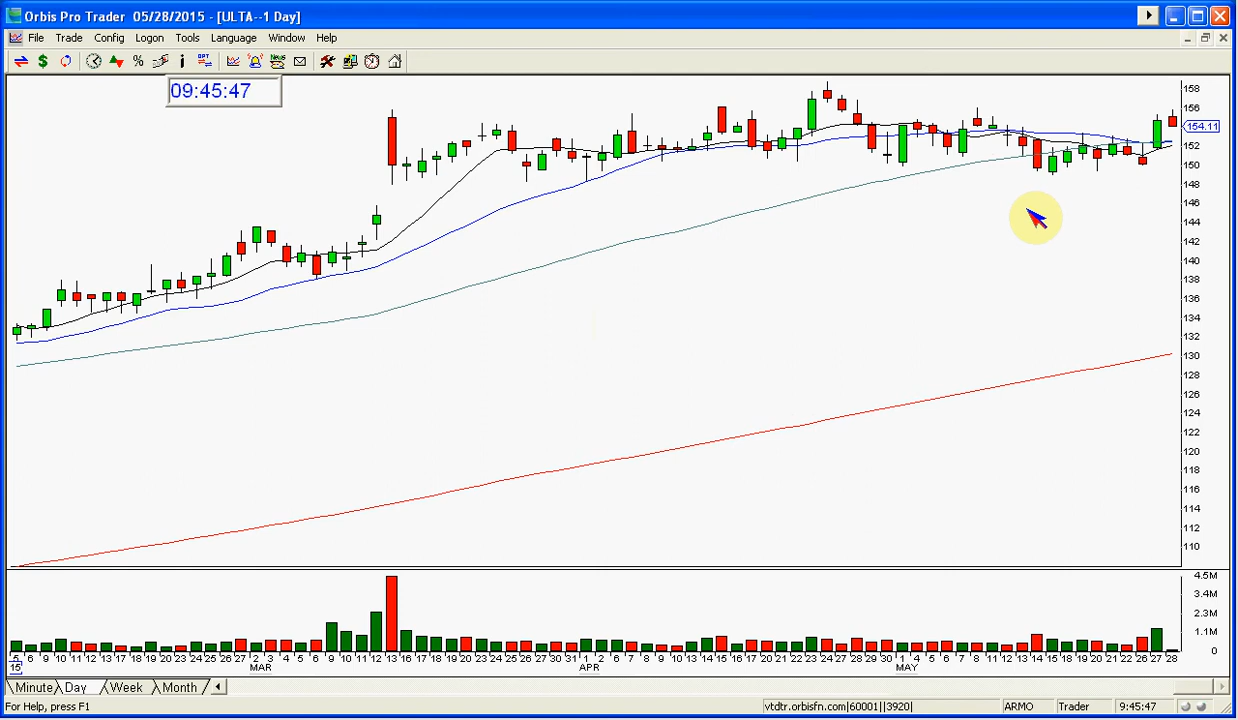 Orbis Pro Trader 05/28/2015 - [ULTA--1 Day]
File Trade Config Logon Tools Language Window Help
$ % i OPT News
09:45:47
158
156
154.11
152
150
148
146
144
142
140
138
136
134
132
130
128
126
124
122
120
118
116
114
112
110
4.5M
3.4M
2.3M
1.1M
0
5 6 9 10 11 12 13 17 18 19 20 23 24 25 26 27 2 3 4 5 6 9 10 11 12 13 16 17 18 19 20 23 24 25 26 27 30 31 1 2 6 7 8 9 10 13 14 15 16 17 20 21 22 23 24 27 28 29 30 1 4 5 6 7 8 11 12 13 14 15 18 19 20 21 22 26 27 28
15 MAR APR MAY
Minute Day Week Month
For Help, press F1 vtdtr.orbisfn.com|60001||3920| ARMO Trader 9:45:47